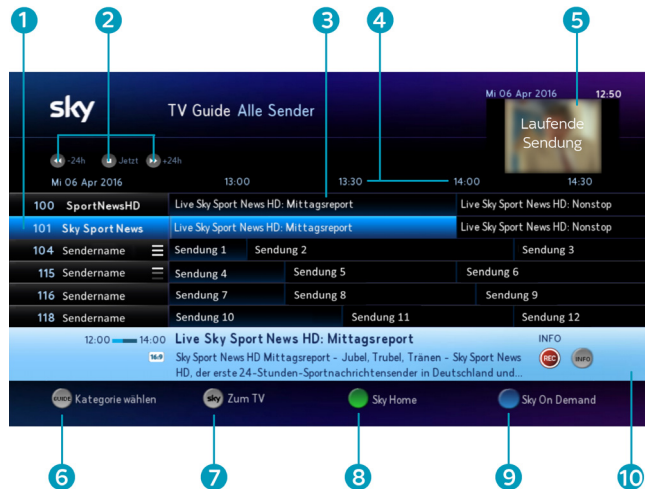 1 2 3 4 5
Mi 06 Apr 2016 12:50
sky TV Guide Alle Sender
Laufende
Sendung
-24h Jetzt +24h
Mi 06 Apr 2016 13:00 13:30 14:00 14:30
100 SportNewsHD Live Sky Sport News HD: Mittagsreport Live Sky Sport News HD: Nonstop
101 Sky Sport News Live Sky Sport News HD: Mittagsreport Live Sky Sport News HD: Nonstop
104 Sendername Sendung 1 Sendung 2 Sendung 3
115 Sendername Sendung 4 Sendung 5 Sendung 6
116 Sendername Sendung 7 Sendung 8 Sendung 9
118 Sendername Sendung 10 Sendung 11 Sendung 12
12:00 14:00 Live Sky Sport News HD: Mittagsreport INFO
16:9 Sky Sport News HD Mittagsreport - Jubel, Trubel, Tränen - Sky Sport News REC INFO
HD, der erste 24-Stunden-Sportnachrichtensender in Deutschland und...
GUIDE Kategorie wählen sky Zum TV Sky Home Sky On Demand
6 7 8 9 10